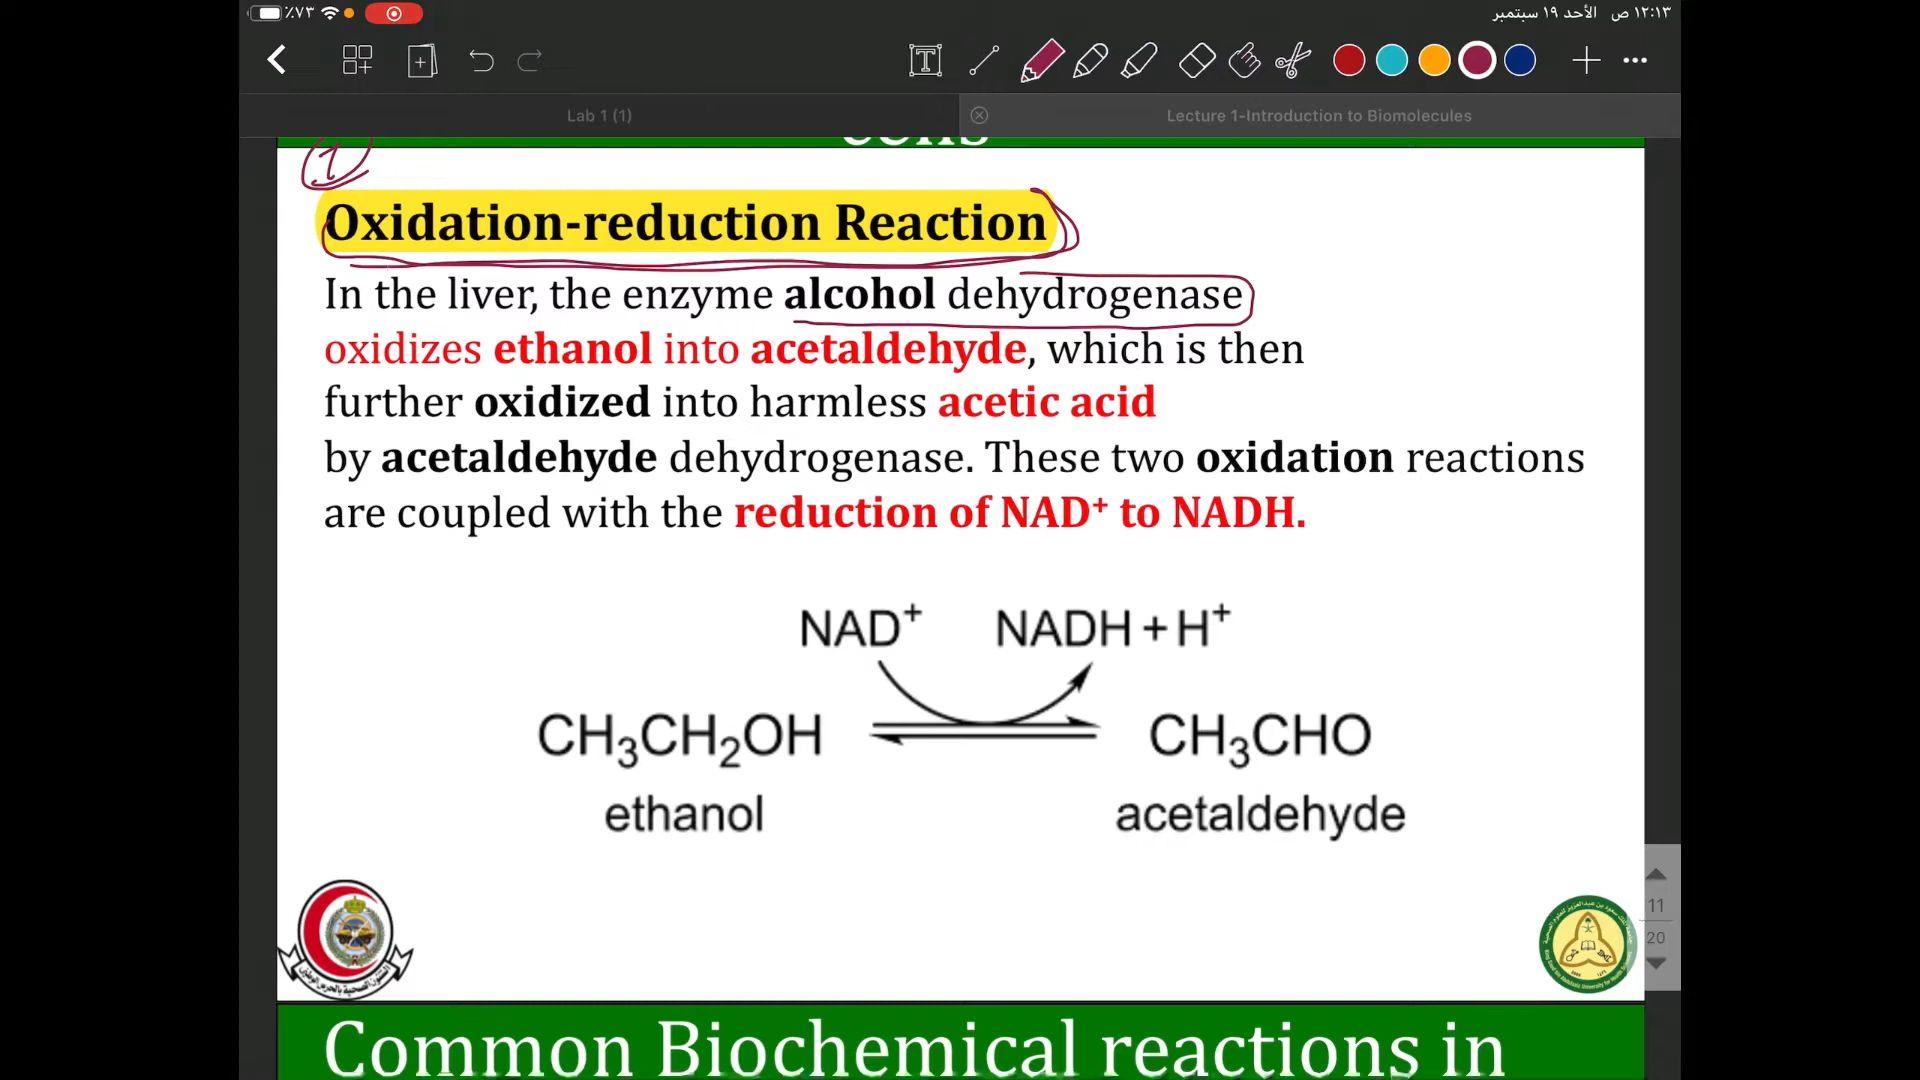 ٪٧٣
١٢:١٣ ص الأحد ١٩ سبتمبر
T
Lab 1 (1)
Lecture 1-Introduction to Biomolecules
1
Oxidation-reduction Reaction
In the liver, the enzyme alcohol dehydrogenase
oxidizes ethanol into acetaldehyde, which is then
further oxidized into harmless acetic acid
by acetaldehyde dehydrogenase. These two oxidation reactions
are coupled with the reduction of NAD⁺ to NADH.
NAD⁺ NADH + H⁺
CH₃CH₂OH CH₃CHO
ethanol acetaldehyde
11
20
Common Biochemical reactions in